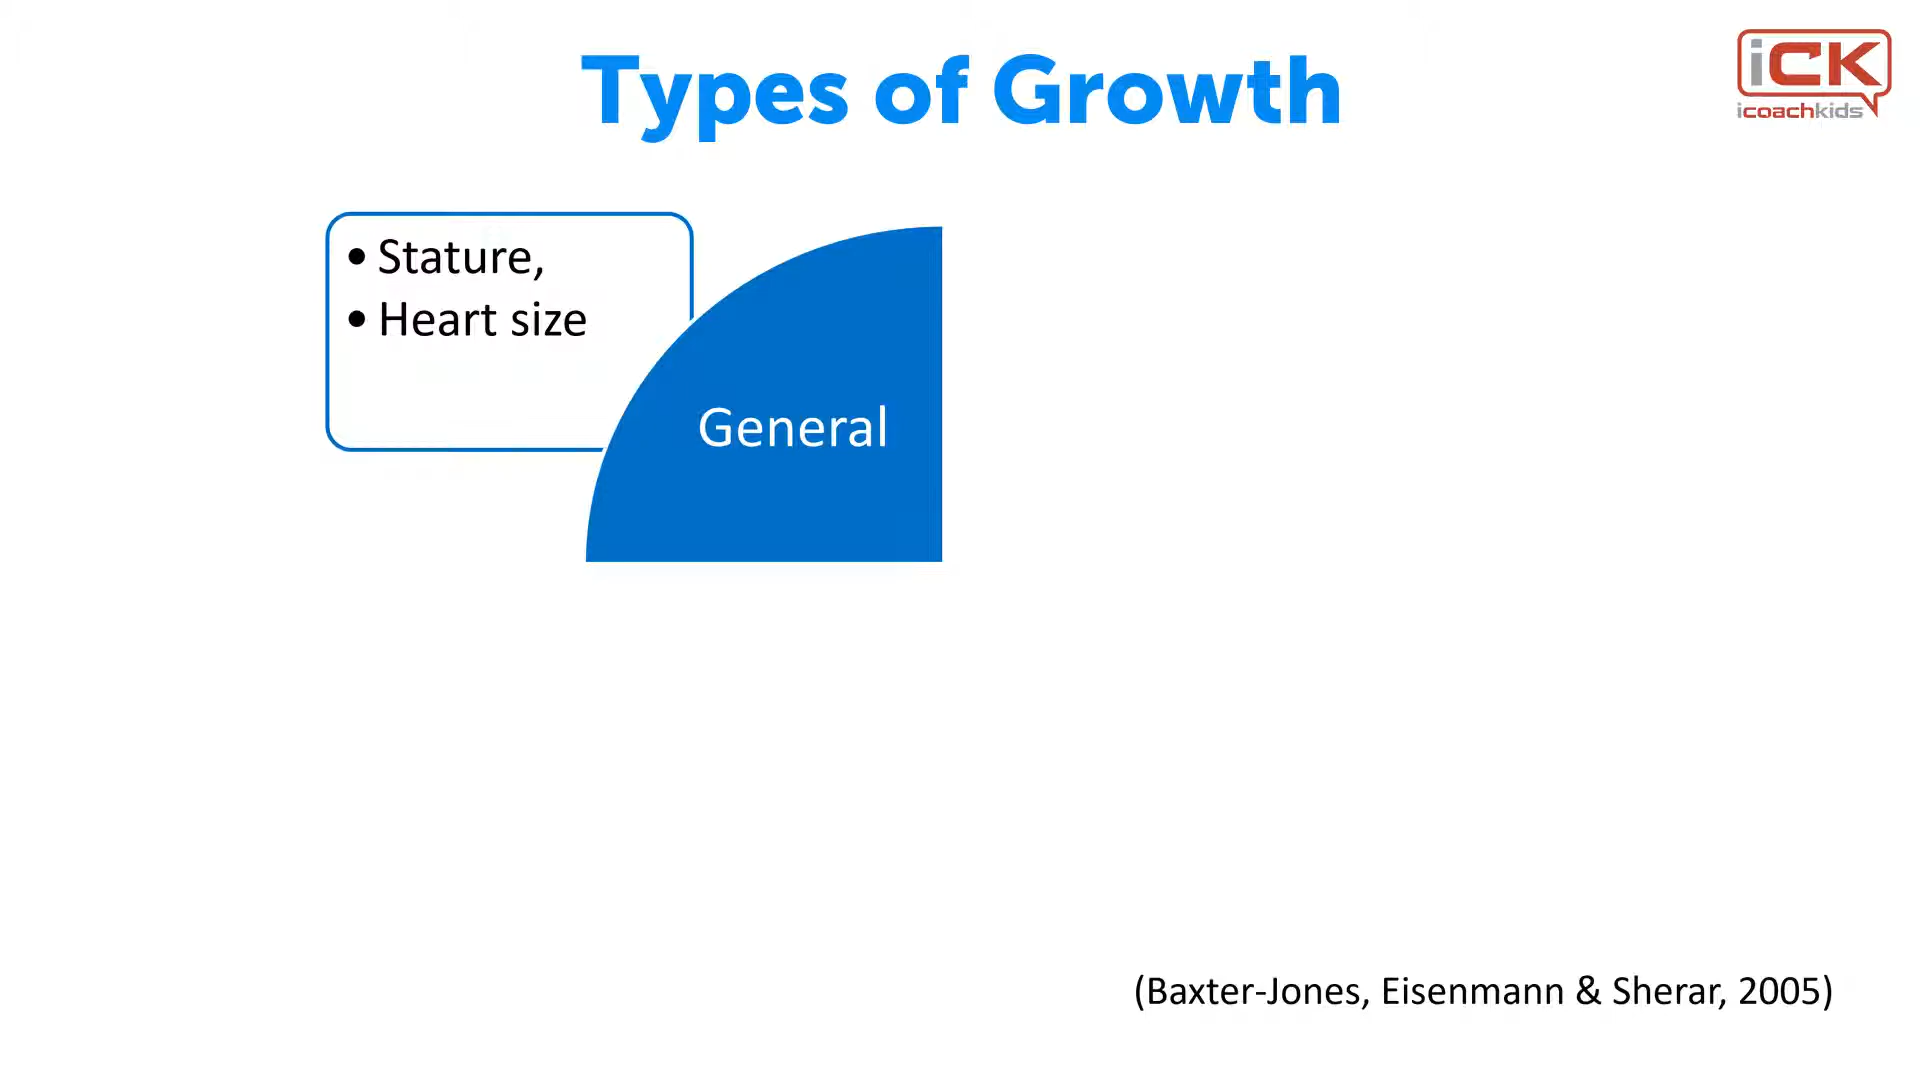 Types of Growth
iCK
icoachkids
• Stature,
• Heart size
General
(Baxter-Jones, Eisenmann & Sherar, 2005)